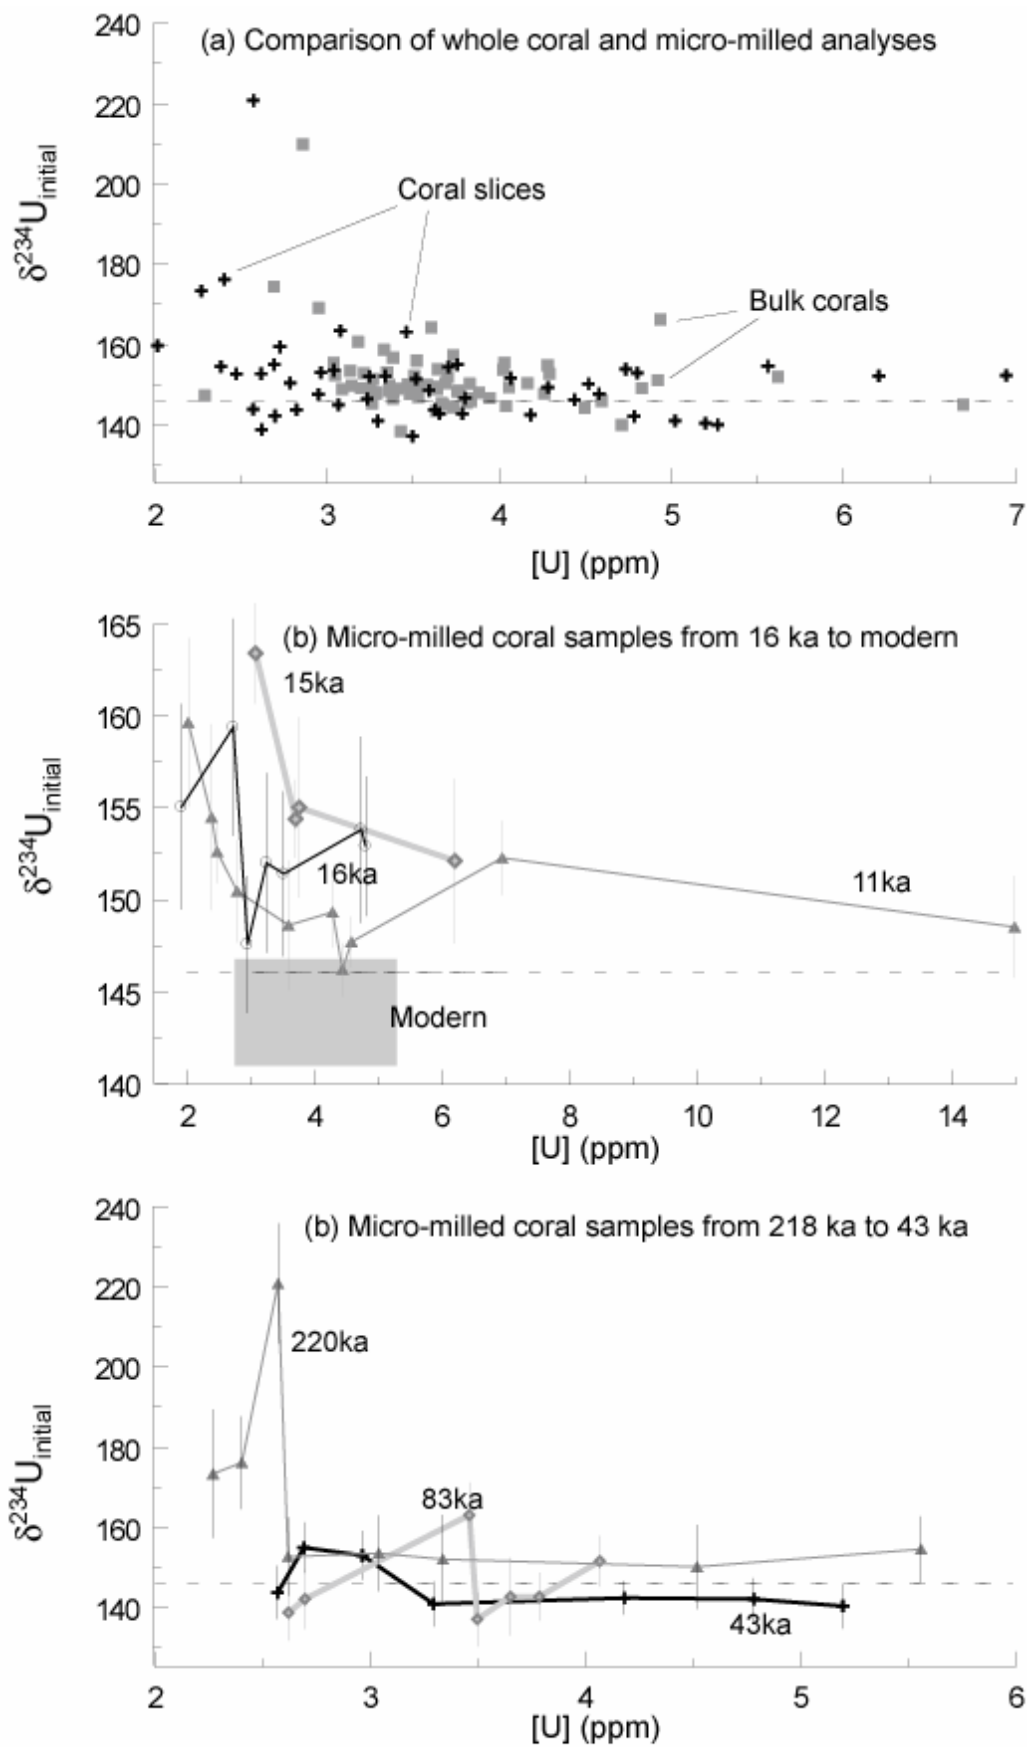 (a) Comparison of whole coral and micro-milled analyses
240
220
200
180
160
140
δ234Uinitial
Coral slices
Bulk corals
2 3 4 5 6 7
[U] (ppm)
(b) Micro-milled coral samples from 16 ka to modern
165
160
155
150
145
140
δ234Uinitial
15ka
16ka
11ka
Modern
2 4 6 8 10 12 14
[U] (ppm)
(b) Micro-milled coral samples from 218 ka to 43 ka
240
220
200
180
160
140
δ234Uinitial
220ka
83ka
43ka
2 3 4 5 6
[U] (ppm)